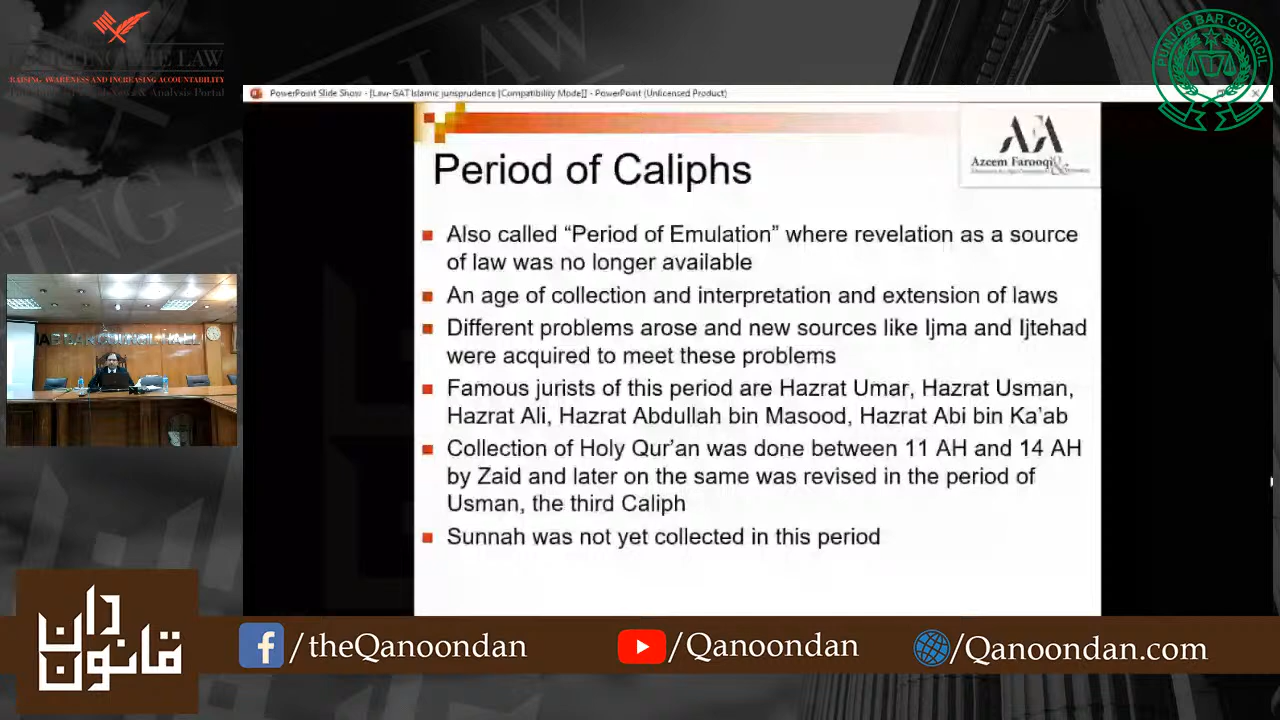 RAISING AWARENESS AND INCREASING ACCOUNTABILITY
PUNJAB BAR COUNCIL
PowerPoint Slide Show - [Law-GAT Islamic jurisprudence [Compatibility Mode]] - PowerPoint (Unlicensed Product)
AFA
Azeem Farooqi &
Period of Caliphs
Also called “Period of Emulation” where revelation as a source
of law was no longer available
An age of collection and interpretation and extension of laws
Different problems arose and new sources like Ijma and Ijtehad
were acquired to meet these problems
Famous jurists of this period are Hazrat Umar, Hazrat Usman,
Hazrat Ali, Hazrat Abdullah bin Masood, Hazrat Abi bin Ka’ab
Collection of Holy Qur’an was done between 11 AH and 14 AH
by Zaid and later on the same was revised in the period of
Usman, the third Caliph
Sunnah was not yet collected in this period
BAR COUNCIL HALL
قانون دان
/theQanoondan
/Qanoondan
/Qanoondan.com